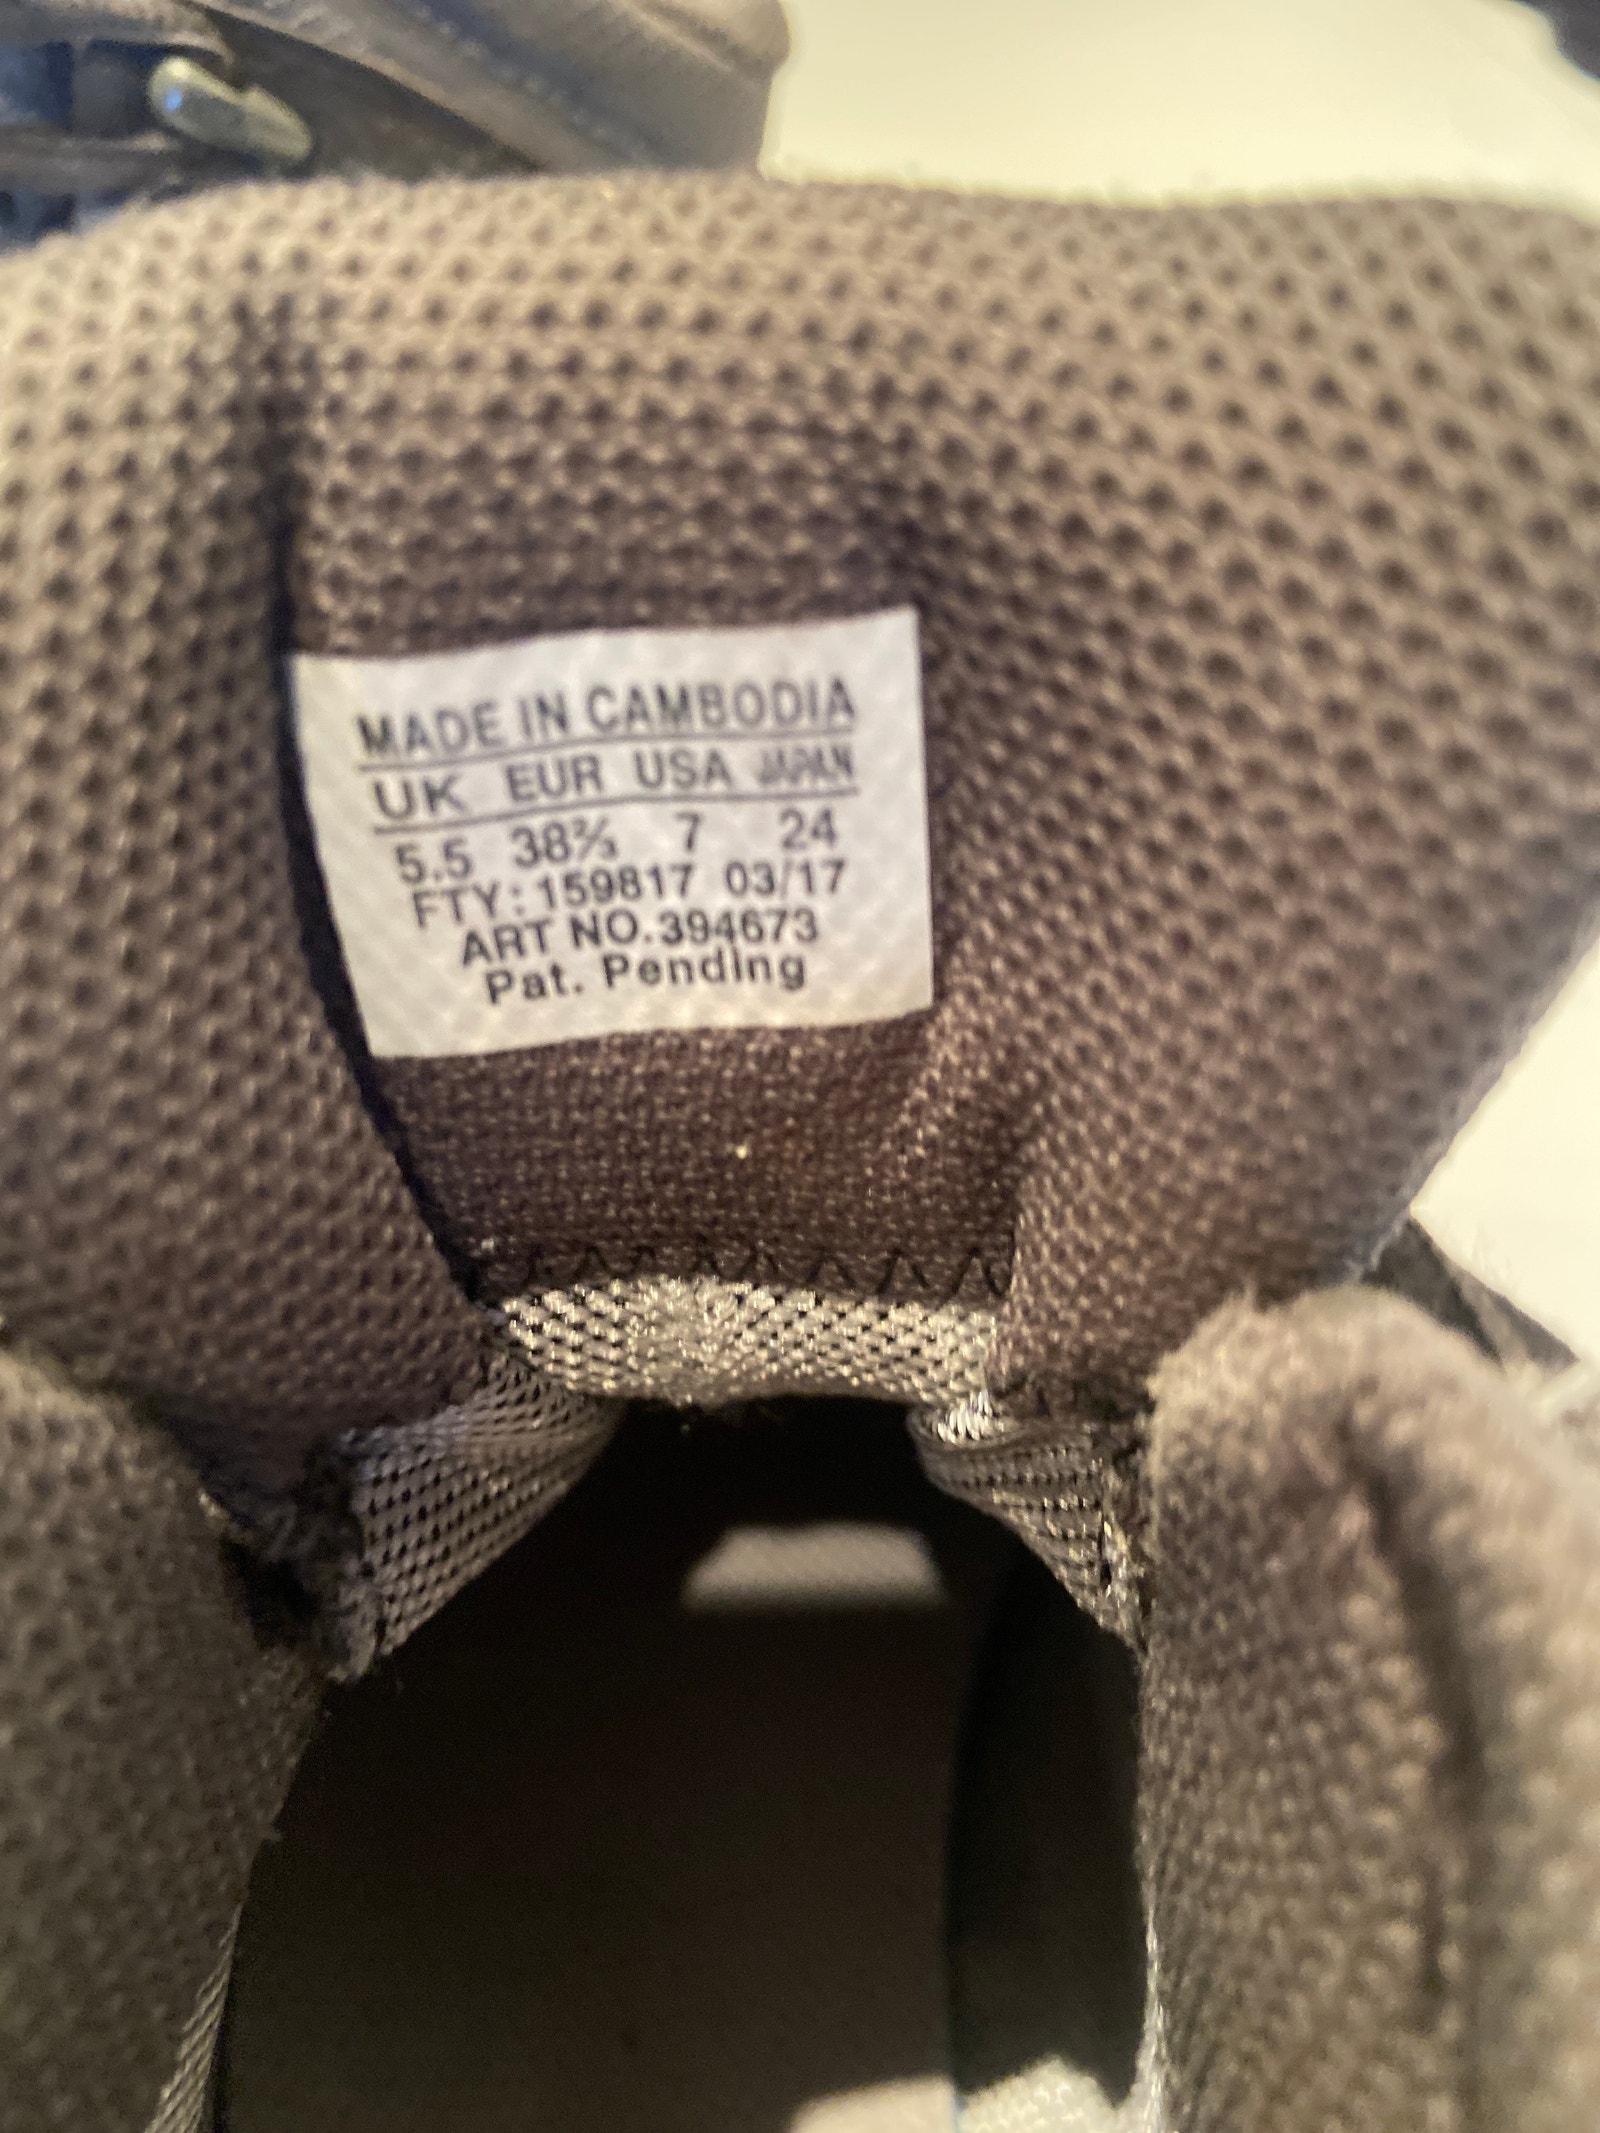 MADE IN CAMBODIA
UK EUR USA JAPAN
5.5 38⅔ 7 24
FTY: 159817 03/17
ART NO.394673
Pat. Pending